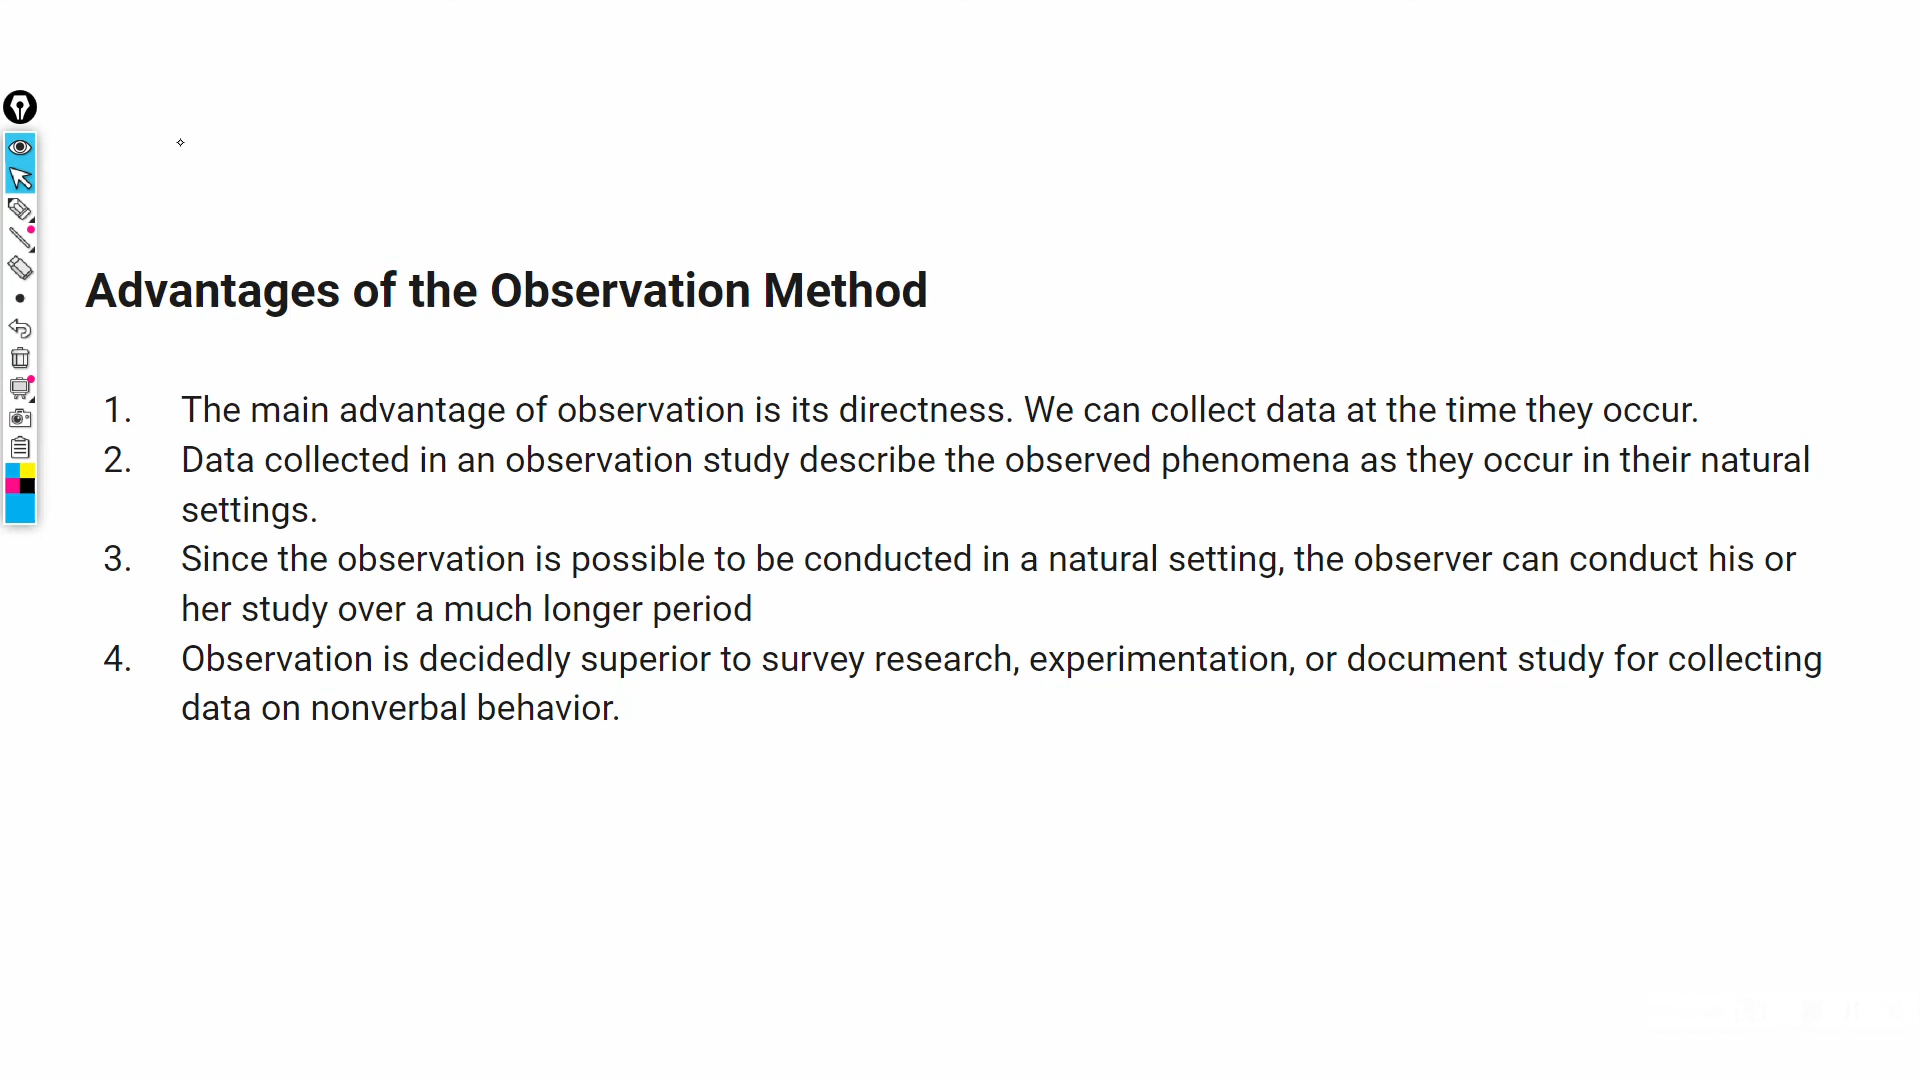 Advantages of the Observation Method
1. The main advantage of observation is its directness. We can collect data at the time they occur.
2. Data collected in an observation study describe the observed phenomena as they occur in their natural
settings.
3. Since the observation is possible to be conducted in a natural setting, the observer can conduct his or
her study over a much longer period
4. Observation is decidedly superior to survey research, experimentation, or document study for collecting
data on nonverbal behavior.